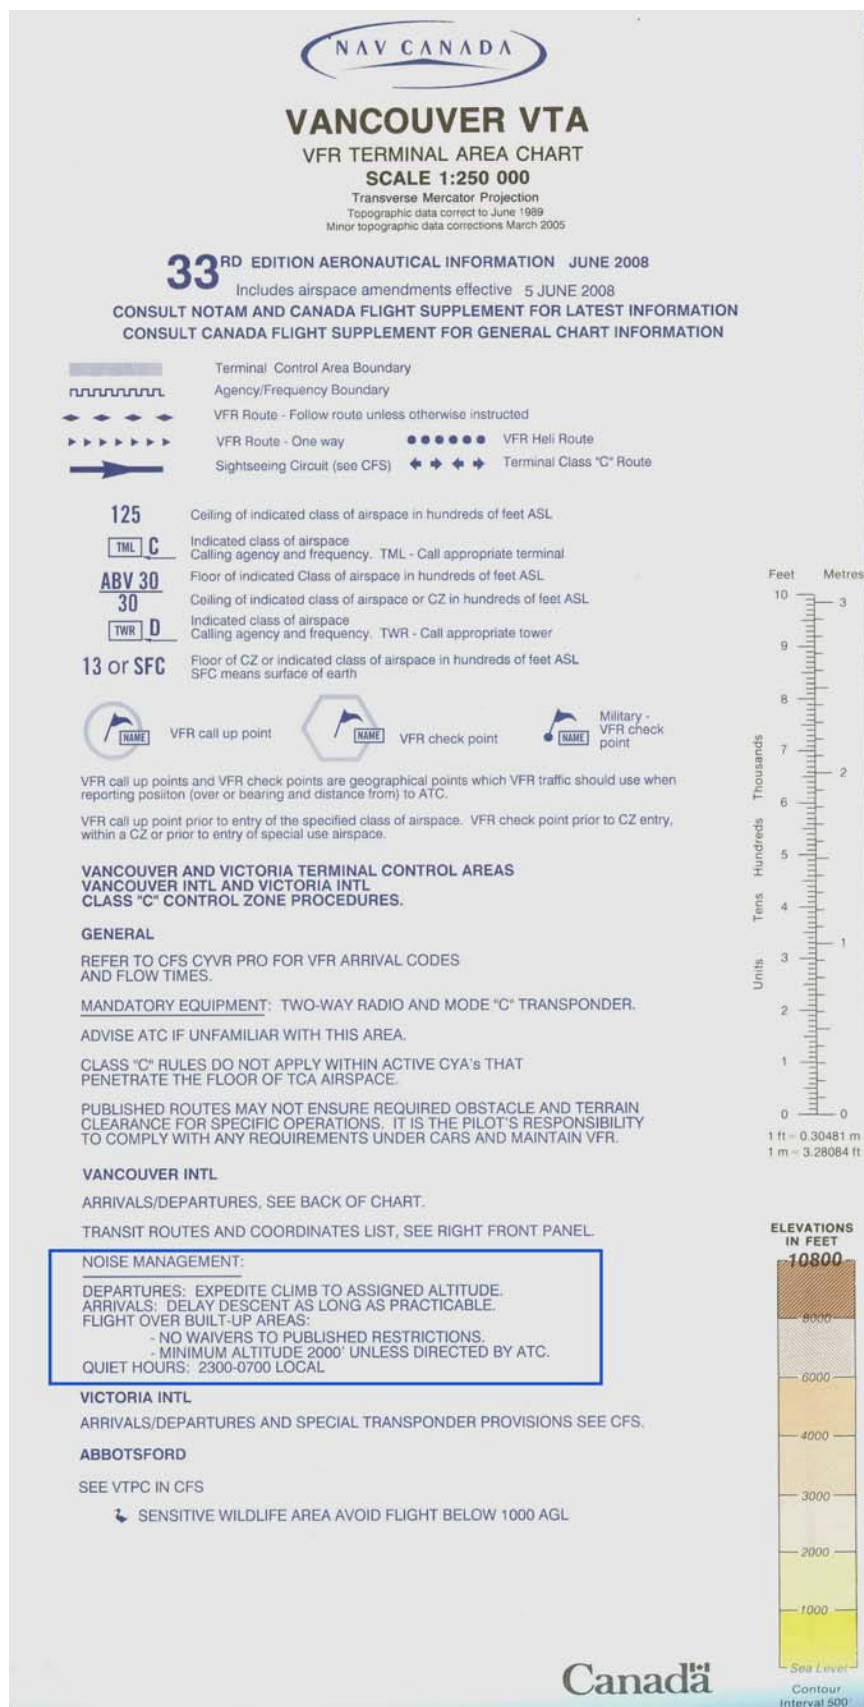 NAV CANADA
VANCOUVER VTA
VFR TERMINAL AREA CHART
SCALE 1:250 000
Transverse Mercator Projection
Topographic data correct to June 1989
Minor topographic data corrections March 2005
33RD EDITION AERONAUTICAL INFORMATION JUNE 2008
Includes airspace amendments effective 5 JUNE 2008
CONSULT NOTAM AND CANADA FLIGHT SUPPLEMENT FOR LATEST INFORMATION
CONSULT CANADA FLIGHT SUPPLEMENT FOR GENERAL CHART INFORMATION
Terminal Control Area Boundary
Agency/Frequency Boundary
VFR Route - Follow route unless otherwise instructed
VFR Route - One way
VFR Heli Route
Sightseeing Circuit (see CFS)
Terminal Class "C" Route
125 Ceiling of indicated class of airspace in hundreds of feet ASL
TML C Indicated class of airspace
Calling agency and frequency. TML - Call appropriate terminal
ABV 30 Floor of indicated Class of airspace in hundreds of feet ASL
30 Ceiling of indicated class of airspace or CZ in hundreds of feet ASL
TWR D Indicated class of airspace
Calling agency and frequency. TWR - Call appropriate tower
13 or SFC Floor of CZ or indicated class of airspace in hundreds of feet ASL
SFC means surface of earth
NAME VFR call up point
NAME VFR check point
NAME Military -
VFR check
point
VFR call up points and VFR check points are geographical points which VFR traffic should use when
reporting posiiton (over or bearing and distance from) to ATC.
VFR call up point prior to entry of the specified class of airspace. VFR check point prior to CZ entry,
within a CZ or prior to entry of special use airspace.
VANCOUVER AND VICTORIA TERMINAL CONTROL AREAS
VANCOUVER INTL AND VICTORIA INTL
CLASS "C" CONTROL ZONE PROCEDURES.
GENERAL
REFER TO CFS CYVR PRO FOR VFR ARRIVAL CODES
AND FLOW TIMES.
MANDATORY EQUIPMENT: TWO-WAY RADIO AND MODE "C" TRANSPONDER.
ADVISE ATC IF UNFAMILIAR WITH THIS AREA.
CLASS "C" RULES DO NOT APPLY WITHIN ACTIVE CYA's THAT
PENETRATE THE FLOOR OF TCA AIRSPACE.
PUBLISHED ROUTES MAY NOT ENSURE REQUIRED OBSTACLE AND TERRAIN
CLEARANCE FOR SPECIFIC OPERATIONS. IT IS THE PILOT'S RESPONSIBILITY
TO COMPLY WITH ANY REQUIREMENTS UNDER CARS AND MAINTAIN VFR.
VANCOUVER INTL
ARRIVALS/DEPARTURES, SEE BACK OF CHART.
TRANSIT ROUTES AND COORDINATES LIST, SEE RIGHT FRONT PANEL.
NOISE MANAGEMENT:
DEPARTURES: EXPEDITE CLIMB TO ASSIGNED ALTITUDE.
ARRIVALS: DELAY DESCENT AS LONG AS PRACTICABLE.
FLIGHT OVER BUILT-UP AREAS:
- NO WAIVERS TO PUBLISHED RESTRICTIONS.
- MINIMUM ALTITUDE 2000' UNLESS DIRECTED BY ATC.
QUIET HOURS: 2300-0700 LOCAL
VICTORIA INTL
ARRIVALS/DEPARTURES AND SPECIAL TRANSPONDER PROVISIONS SEE CFS.
ABBOTSFORD
SEE VTPC IN CFS
SENSITIVE WILDLIFE AREA AVOID FLIGHT BELOW 1000 AGL
Canada
Feet Metres
10
3
9
8
7
2
6
5
4
1
3
2
1
0 0
Units Tens Hundreds Thousands
1 ft = 0.30481 m
1 m = 3.28084 ft
ELEVATIONS
IN FEET
10800
8000
6000
4000
3000
2000
1000
Sea Level
Contour
Interval 500